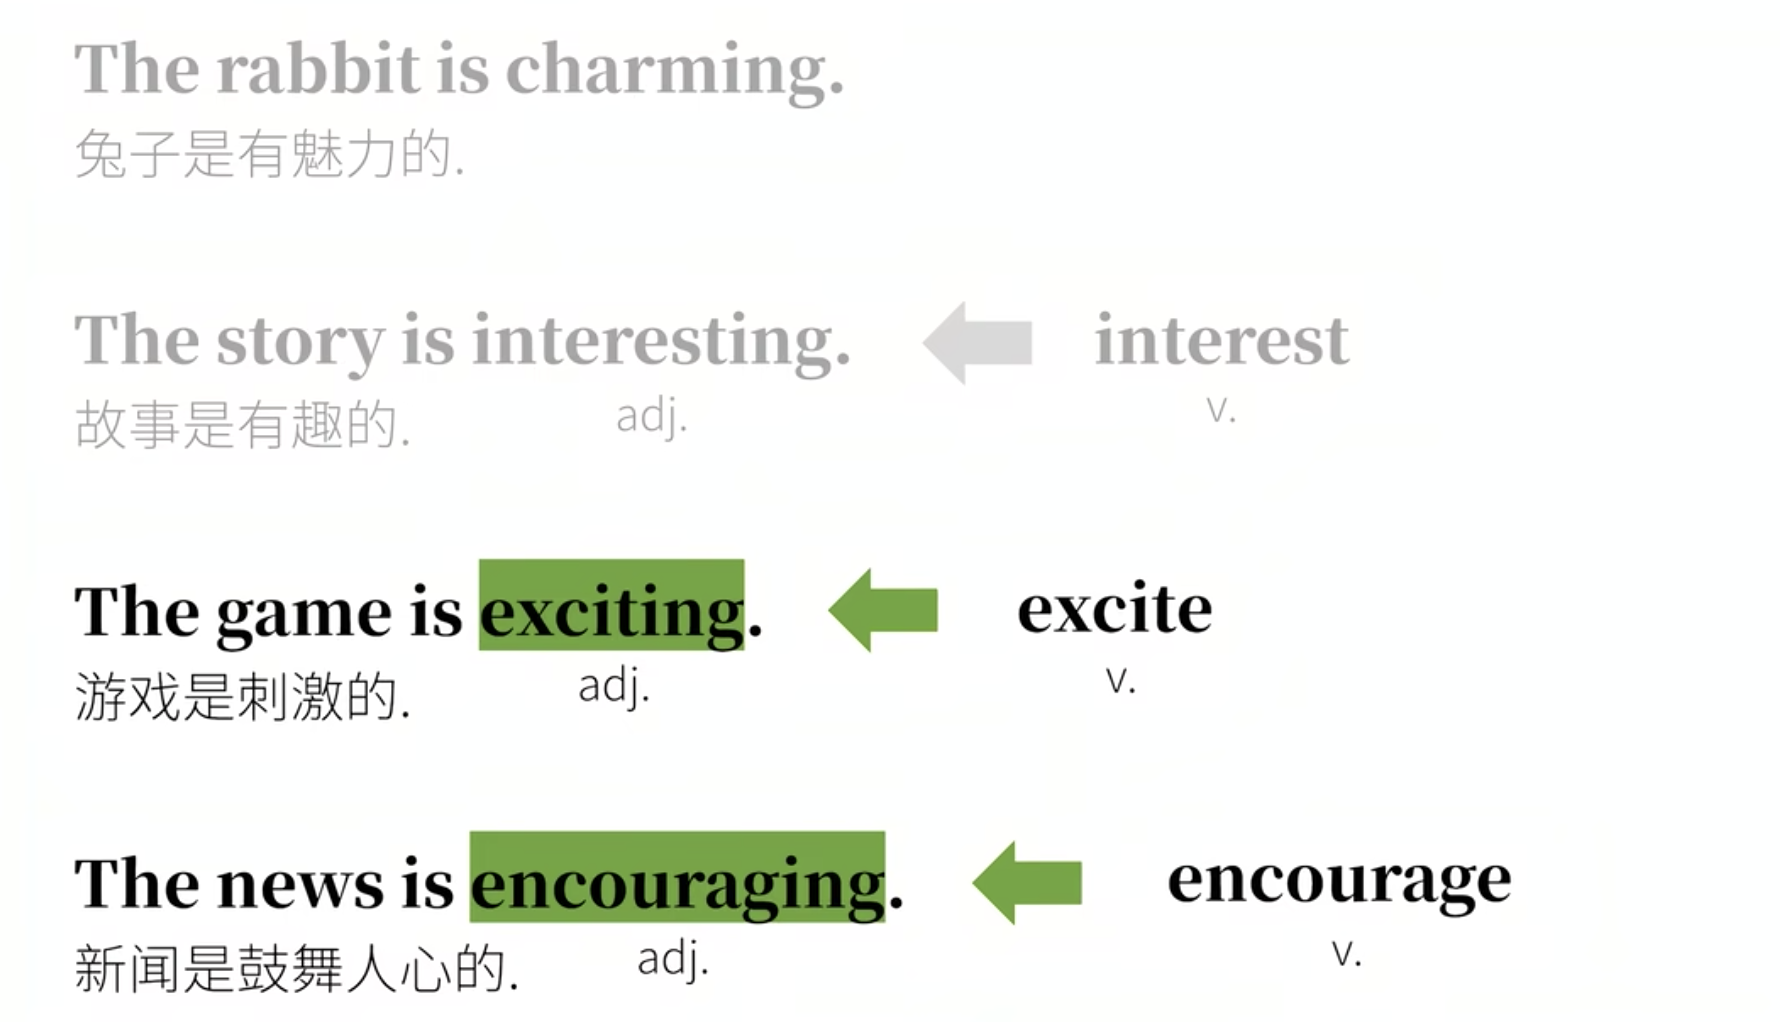 The rabbit is charming.
兔子是有魅力的.
The story is interesting. interest
故事是有趣的. adj. v.
The game is exciting. excite
游戏是刺激的. adj. v.
The news is encouraging. encourage
新闻是鼓舞人心的. adj. v.